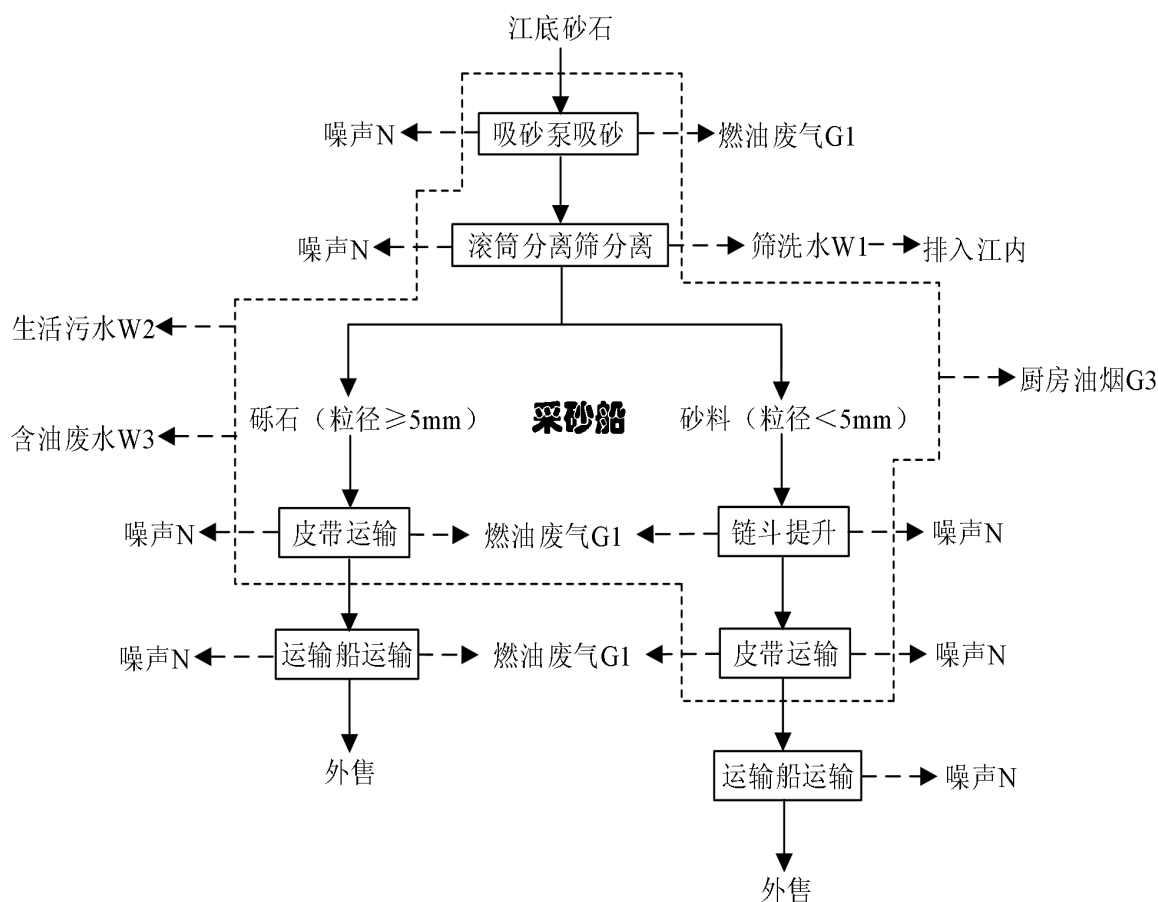 江底砂石
噪声N
吸砂泵吸砂
燃油废气G1
噪声N
滚筒分离筛分离
筛洗水W1
排入江内
生活污水W2
厨房油烟G3
砾石（粒径≥5mm）
采砂船
砂料（粒径＜5mm）
含油废水W3
噪声N
皮带运输
燃油废气G1
链斗提升
噪声N
噪声N
运输船运输
燃油废气G1
皮带运输
噪声N
外售
运输船运输
噪声N
外售